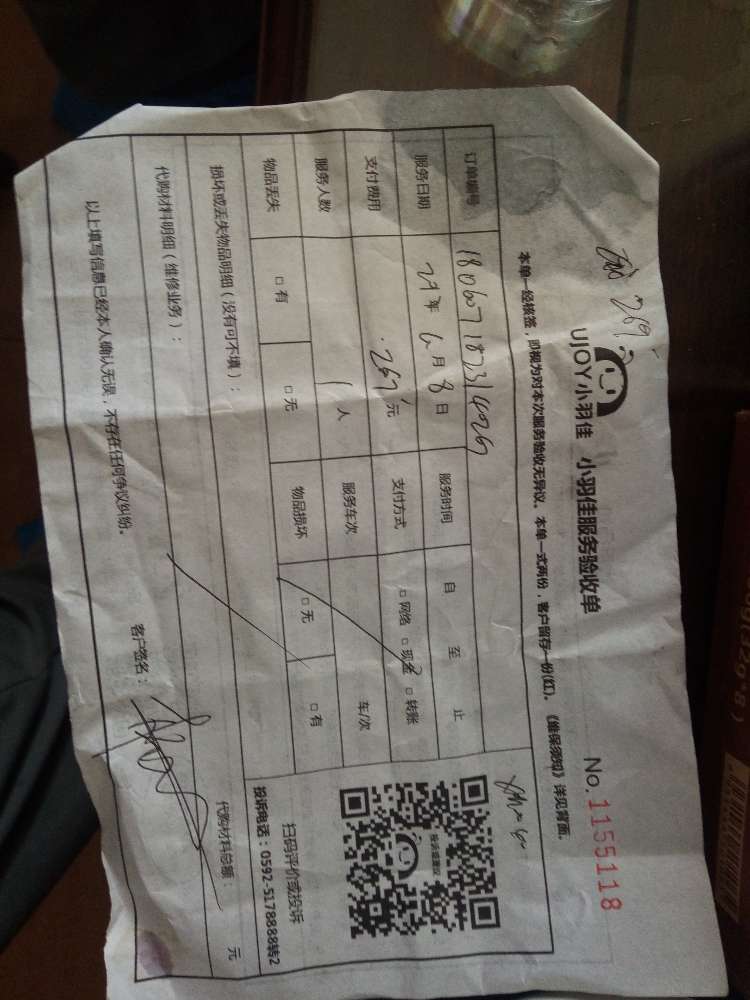 UJOY小羽佳 小羽佳服务验收单
No.1155118
本单一经核签，即视为对本次服务验收无异议。本单一式两份，客户留存一份(红)。《维保须知》详见背面。
订单编号
服务时间 自 至 止
服务日期 年 6月8日
支付方式 □网络 □现金 □转账
支付费用 元
服务车次 车/次
服务人数 1人
物品损坏 □无 □有
物品丢失 □有 □无
扫码评价或投诉
投诉电话：0592-5178888转2
损坏或丢失物品明细（没有可不填）：
代购材料明细（维修业务）：
代购材料总额： 元
以上填写信息已经本人确认无误，不存在任何争议纠纷。
客户签名：